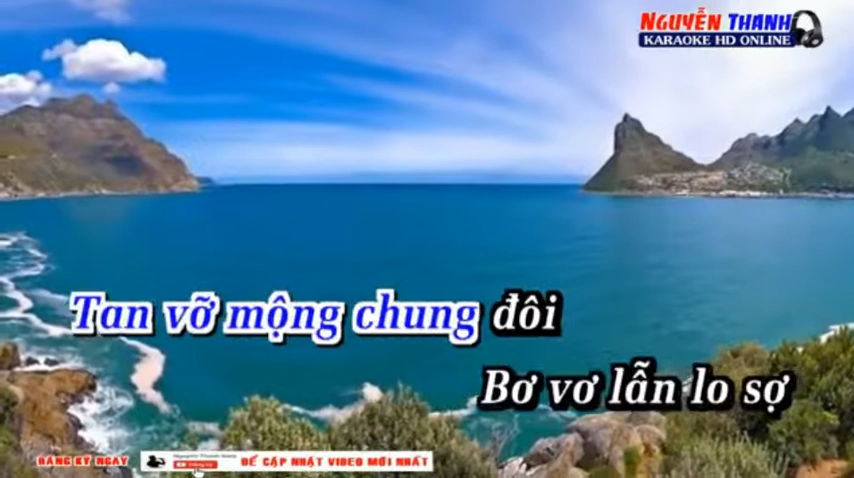 NGUYỄN THANH
KARAOKE HD ONLINE
Tan vỡ mộng chung đôi
Bơ vơ lẫn lo sợ
ĐĂNG KÝ NGAY
ĐỂ CẬP NHẬT VIDEO MỚI NHẤT